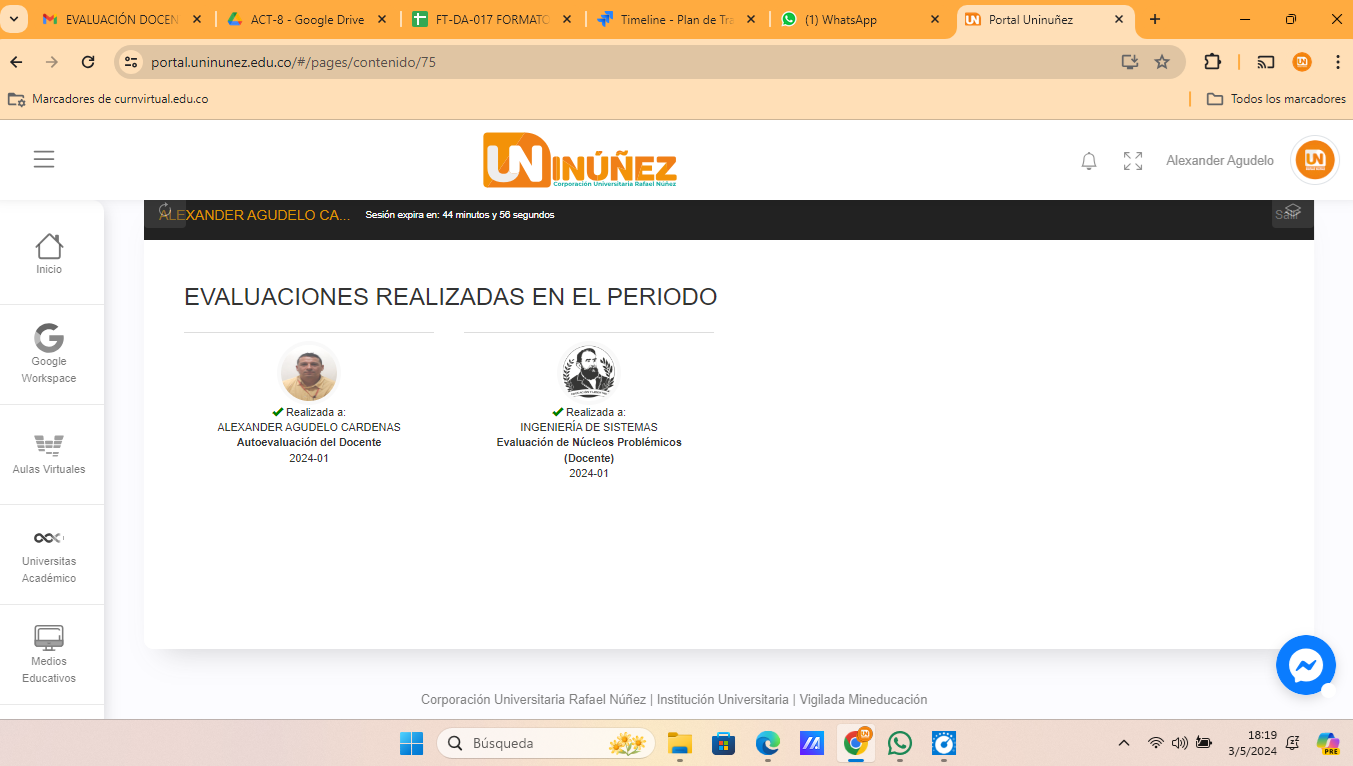 EVALUACIÓN DOCEN
ACT-8 - Google Drive
FT-DA-017 FORMATO
Timeline - Plan de Tra
(1) WhatsApp
Portal Uninuñez
portal.uninunez.edu.co/#/pages/contenido/75
Marcadores de curnvirtual.edu.co
Todos los marcadores
UNINÚÑEZ
Corporación Universitaria Rafael Núñez
Alexander Agudelo
ALEXANDER AGUDELO CA...
Sesión expira en: 44 minutos y 56 segundos
Salir
Inicio
Google
Workspace
Aulas Virtuales
Universitas
Académico
Medios
Educativos
EVALUACIONES REALIZADAS EN EL PERIODO
Realizada a:
ALEXANDER AGUDELO CARDENAS
Autoevaluación del Docente
2024-01
Realizada a:
INGENIERÍA DE SISTEMAS
Evaluación de Núcleos Problémicos
(Docente)
2024-01
Corporación Universitaria Rafael Núñez | Institución Universitaria | Vigilada Mineducación
Búsqueda
18:19
3/5/2024
PRE